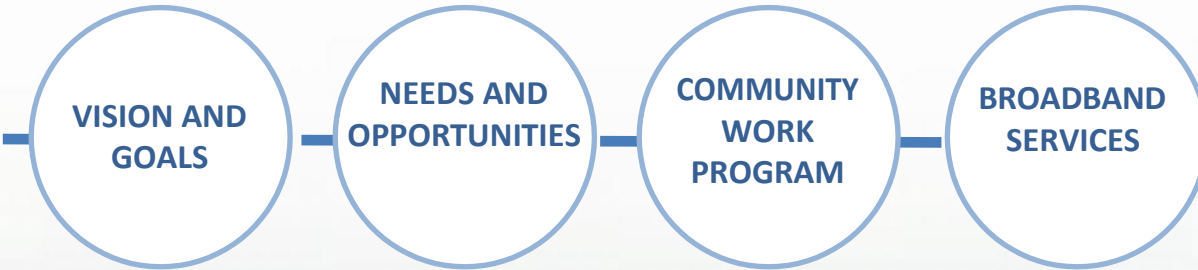 VISION AND
GOALS
NEEDS AND
OPPORTUNITIES
COMMUNITY
WORK
PROGRAM
BROADBAND
SERVICES